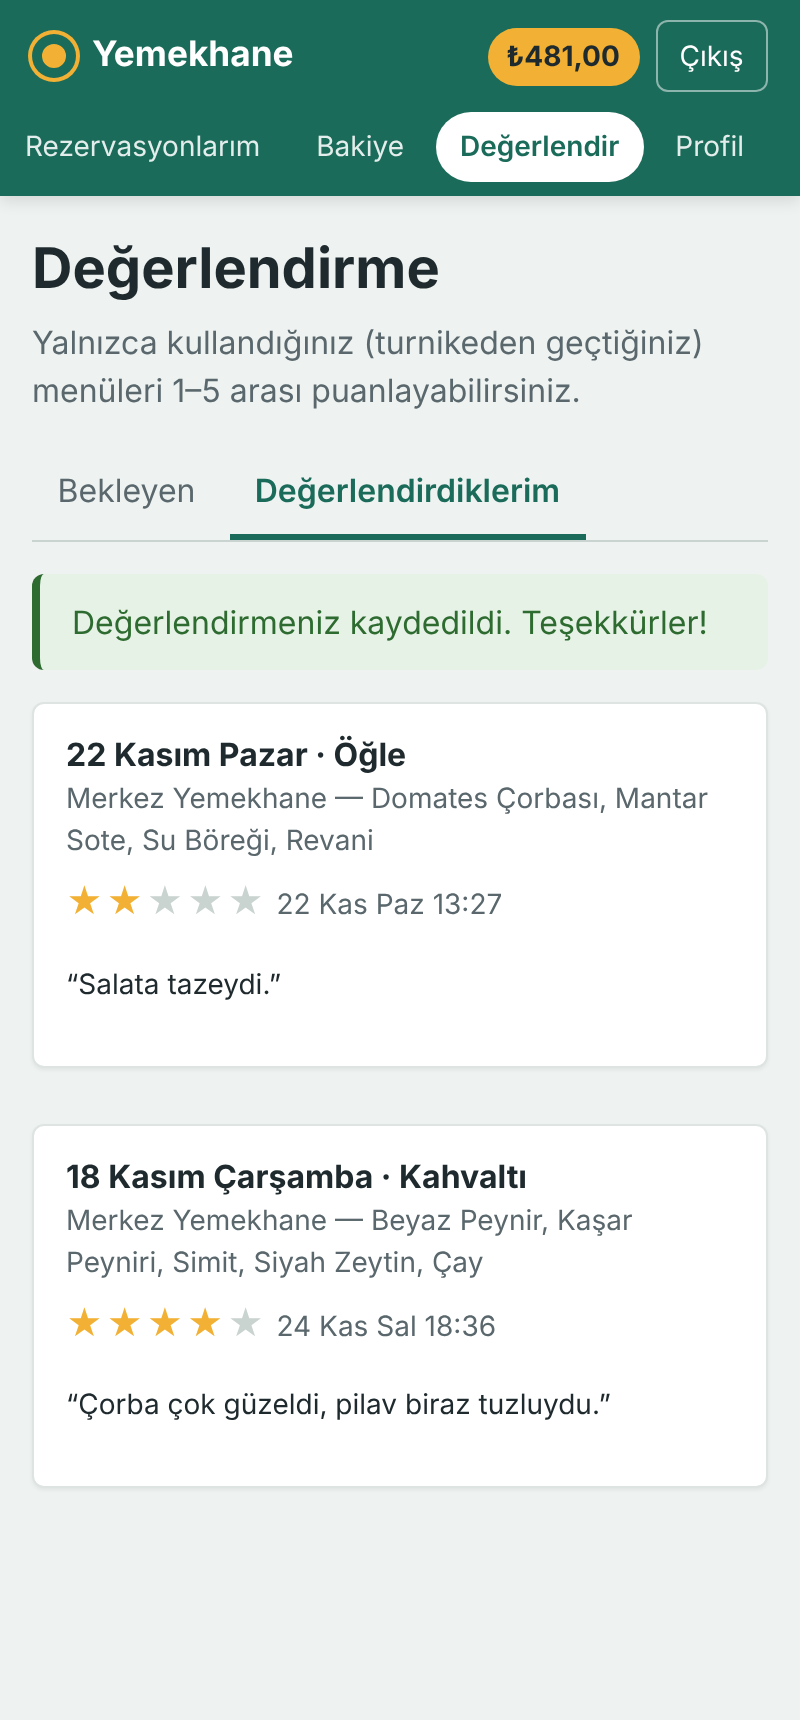 Yemekhane
₺481,00
Çıkış
Rezervasyonlarım
Bakiye
Değerlendir
Profil
Değerlendirme
Yalnızca kullandığınız (turnikeden geçtiğiniz)
menüleri 1–5 arası puanlayabilirsiniz.
Bekleyen
Değerlendirdiklerim
Değerlendirmeniz kaydedildi. Teşekkürler!
22 Kasım Pazar · Öğle
Merkez Yemekhane — Domates Çorbası, Mantar
Sote, Su Böreği, Revani
★★★★★ 22 Kas Paz 13:27
“Salata tazeydi.”
18 Kasım Çarşamba · Kahvaltı
Merkez Yemekhane — Beyaz Peynir, Kaşar
Peyniri, Simit, Siyah Zeytin, Çay
★★★★★ 24 Kas Sal 18:36
“Çorba çok güzeldi, pilav biraz tuzluydu.”